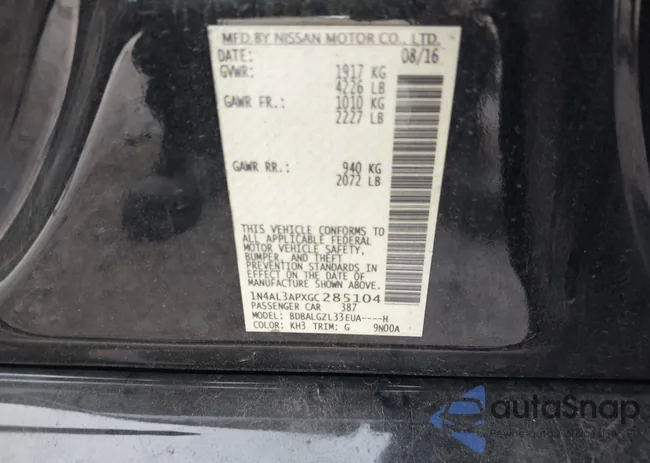 MFD BY NISSAN MOTOR CO., LTD.
DATE: 08/16
GVWR: 1917 KG
4226 LB
GAWR FR.: 1010 KG
2227 LB
GAWR RR.: 940 KG
2072 LB
THIS VEHICLE CONFORMS TO
ALL APPLICABLE FEDERAL
MOTOR VEHICLE SAFETY,
BUMPER, AND THEFT
PREVENTION STANDARDS IN
EFFECT ON THE DATE OF
MANUFACTURE SHOWN ABOVE.
1N4AL3APXGC285104
PASSENGER CAR 387
MODEL: BDBALGZL33EUA----H
COLOR: KH3 TRIM: G 9N00A
autaSnap